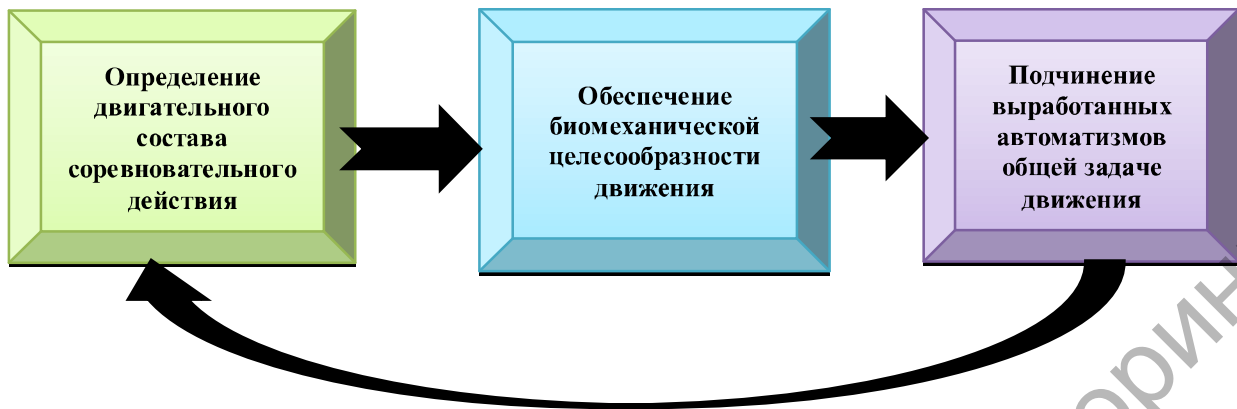 Определение
двигательного
состава
соревновательного
действия
Обеспечение
биомеханической
целесообразности
движения
Подчинение
выработанных
автоматизмов
общей задаче
движения